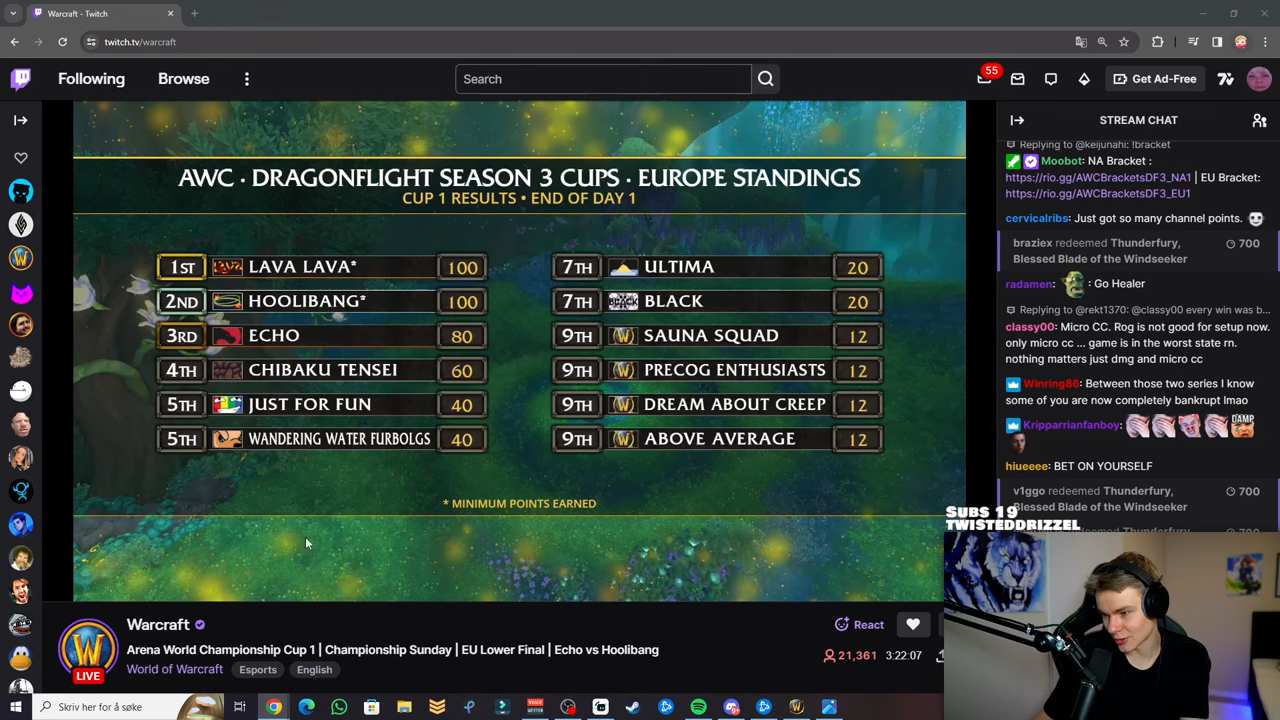 Warcraft - Twitch
twitch.tv/warcraft
Following
Browse
Search
55
Get Ad-Free
AWC · DRAGONFLIGHT SEASON 3 CUPS · EUROPE STANDINGS
CUP 1 RESULTS • END OF DAY 1
1ST LAVA LAVA* 100
2ND HOOLIBANG* 100
3RD ECHO 80
4TH CHIBAKU TENSEI 60
5TH JUST FOR FUN 40
5TH WANDERING WATER FURBOLGS 40
7TH ULTIMA 20
7TH BLACK 20
9TH SAUNA SQUAD 12
9TH PRECOG ENTHUSIASTS 12
9TH DREAM ABOUT CREEP 12
9TH ABOVE AVERAGE 12
* MINIMUM POINTS EARNED
STREAM CHAT
Replying to @keijunahi: !bracket
Moobot: NA Bracket :
https://rio.gg/AWCBracketsDF3_NA1 | EU Bracket:
https://rio.gg/AWCBracketsDF3_EU1
cervicalribs: Just got so many channel points.
braziex redeemed Thunderfury, 700
Blessed Blade of the Windseeker
radamen: : Go Healer
Replying to @rekt1370: @classy00 every win was b...
classy00: Micro CC. Rog is not good for setup now.
only micro cc ... game is in the worst state rn.
nothing matters just dmg and micro cc
Winring86: Between those two series I know
some of you are now completely bankrupt lmao
Kripparrianfanboy: DAMP
hiueeee: BET ON YOURSELF
v1ggo redeemed Thunderfury, 700
Blessed Blade of the Windseeker
SUBS 19
TWISTEDDRIZZEL
Warcraft
Arena World Championship Cup 1 | Championship Sunday | EU Lower Final | Echo vs Hoolibang
World of Warcraft Esports English
LIVE
React
21,361 3:22:07
Skriv her for å søke